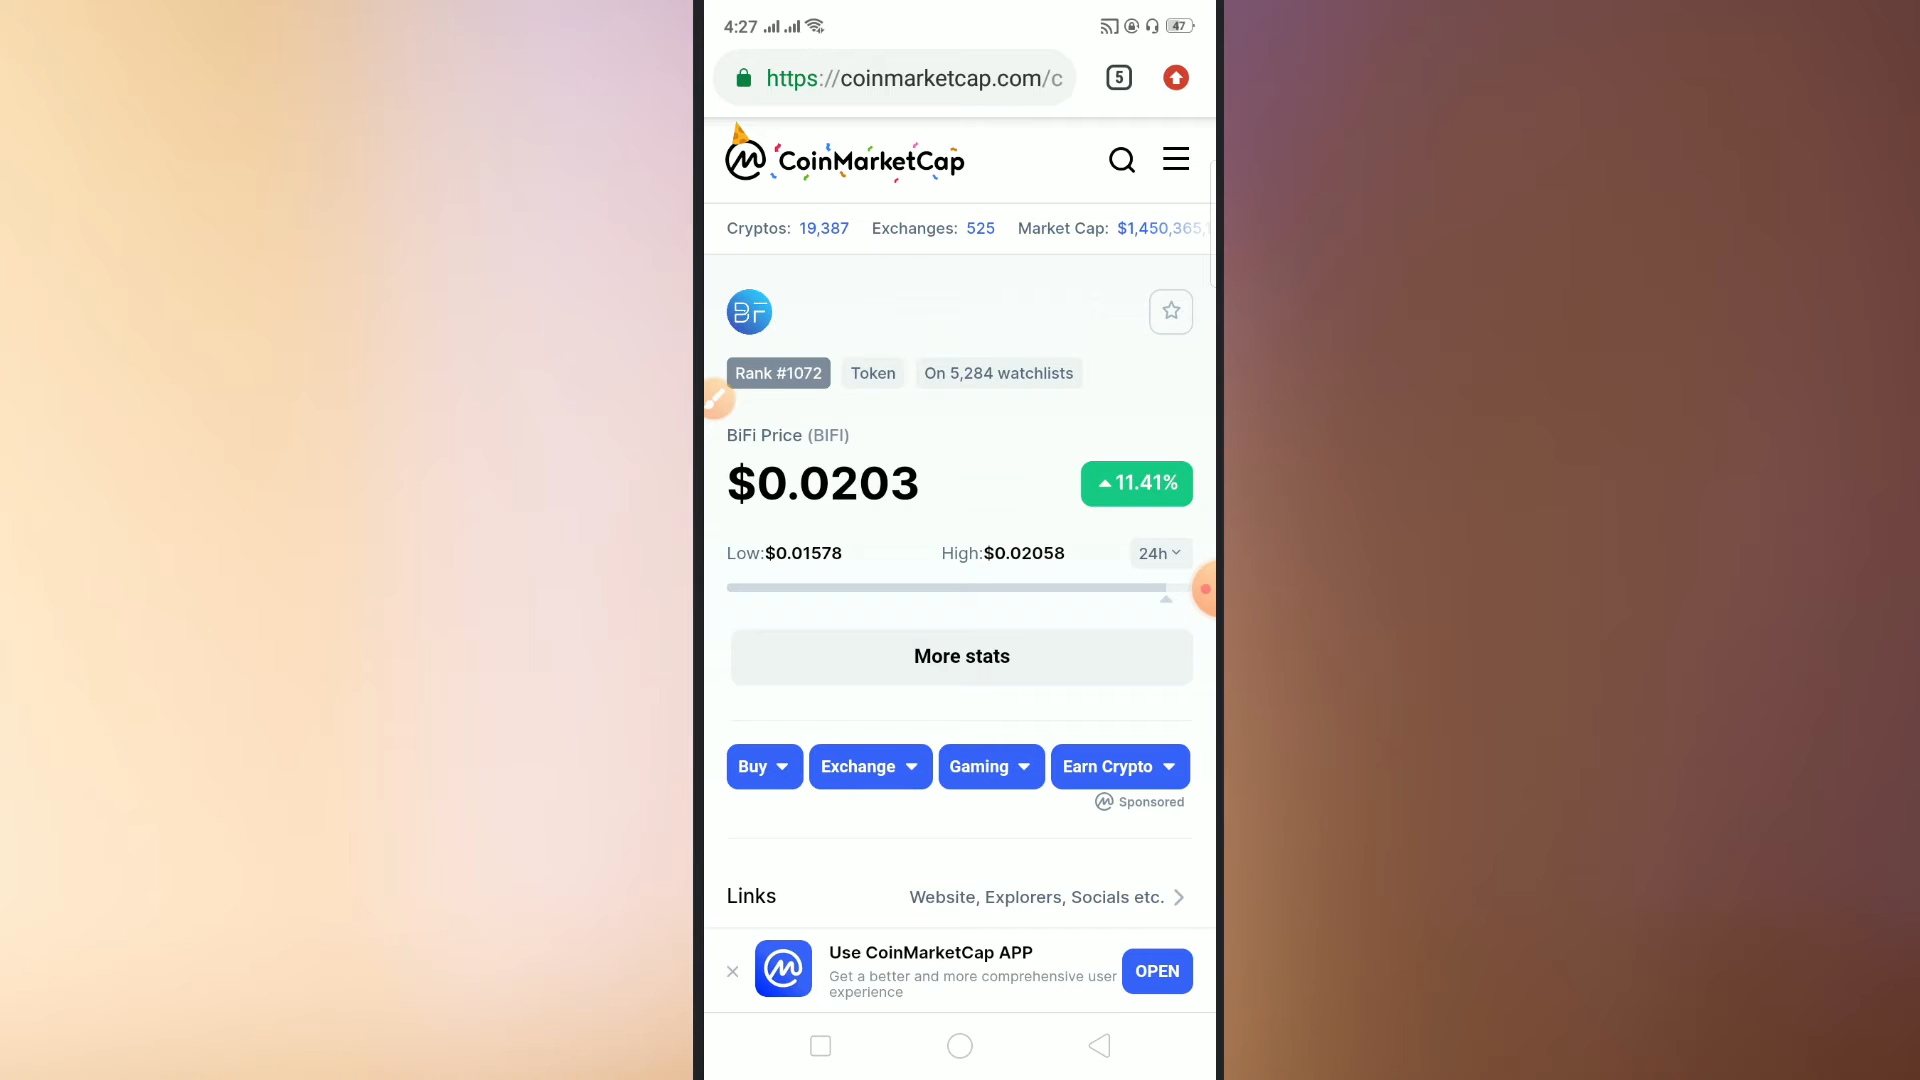 4:27
47
https://coinmarketcap.com/c
5
CoinMarketCap
Cryptos: 19,387 Exchanges: 525 Market Cap: $1,450,365,
BF
Rank #1072 Token On 5,284 watchlists
BiFi Price (BIFI)
$0.0203 11.41%
Low:$0.01578 High:$0.02058 24h
More stats
Buy Exchange Gaming Earn Crypto
Sponsored
Links Website, Explorers, Socials etc.
Use CoinMarketCap APP
Get a better and more comprehensive user
experience
OPEN